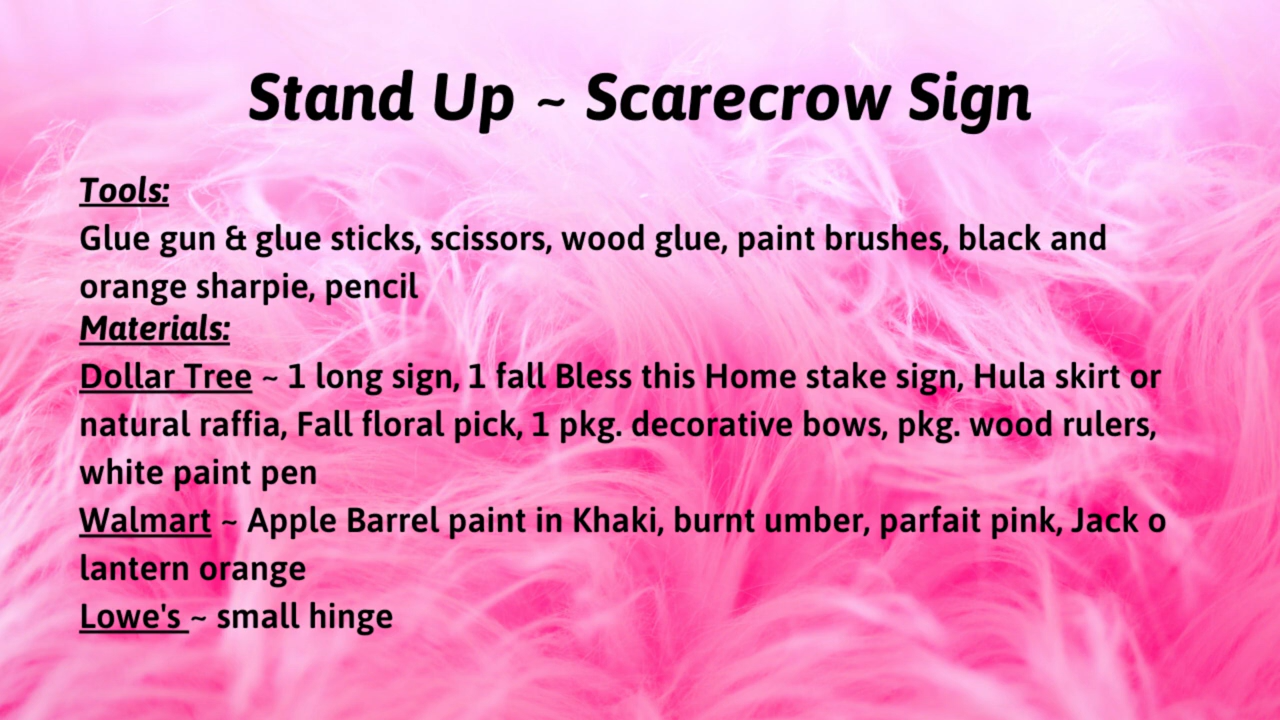 Stand Up ~ Scarecrow Sign
Tools:
Glue gun & glue sticks, scissors, wood glue, paint brushes, black and
orange sharpie, pencil
Materials:
Dollar Tree ~ 1 long sign, 1 fall Bless this Home stake sign, Hula skirt or
natural raffia, Fall floral pick, 1 pkg. decorative bows, pkg. wood rulers,
white paint pen
Walmart ~ Apple Barrel paint in Khaki, burnt umber, parfait pink, Jack o
lantern orange
Lowe's ~ small hinge